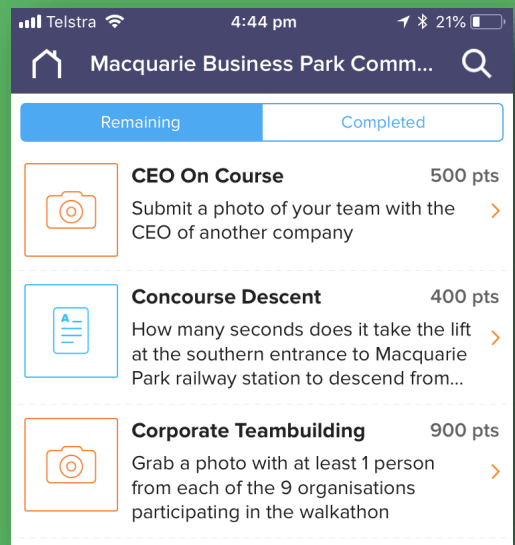 Telstra 4:44 pm 21%
Macquarie Business Park Comm...
Remaining Completed
CEO On Course 500 pts
Submit a photo of your team with the
CEO of another company
Concourse Descent 400 pts
A
How many seconds does it take the lift
at the southern entrance to Macquarie
Park railway station to descend from...
Corporate Teambuilding 900 pts
Grab a photo with at least 1 person
from each of the 9 organisations
participating in the walkathon